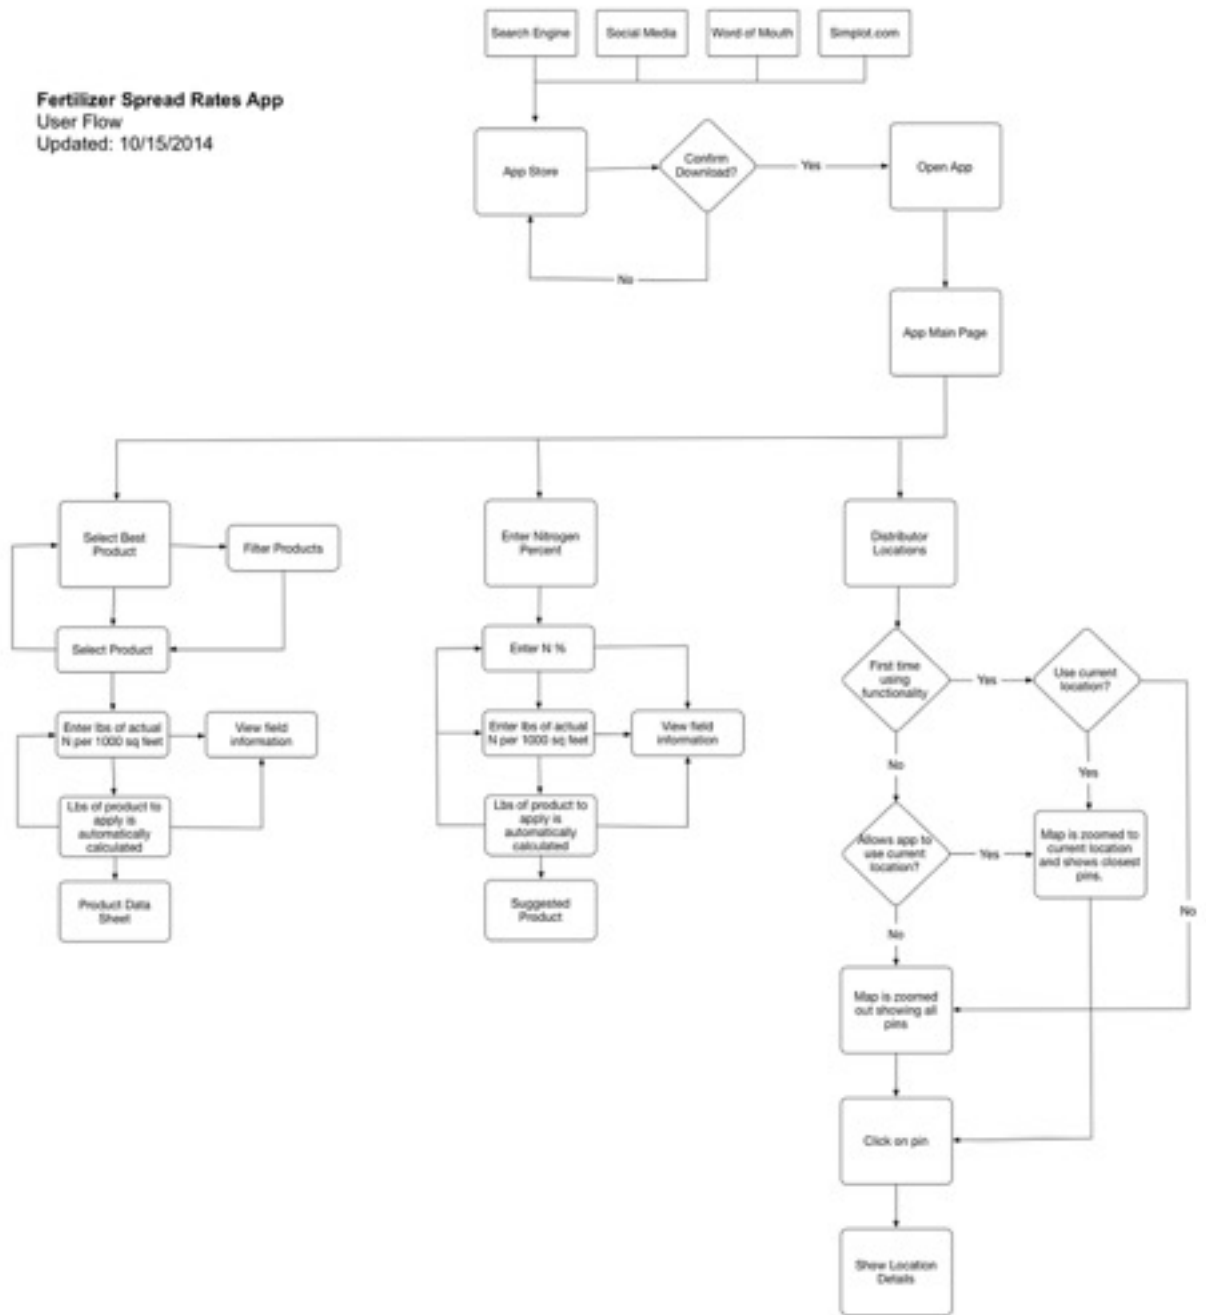 Search Engine
Social Media
Word of Mouth
Simplot.com
Fertilizer Spread Rates App
User Flow
Updated: 10/15/2014
App Store
Confirm
Download?
Yes
Open App
No
App Main Page
Select Best
Product
Filter Products
Enter Nitrogen
Percent
Distributor
Locations
Select Product
Enter N %
First time
using
functionality
Yes
Use current
location?
Enter lbs of actual
N per 1000 sq feet
View field
information
Enter lbs of actual
N per 1000 sq feet
View field
information
No
Yes
Lbs of product to
apply is
automatically
calculated
Lbs of product to
apply is
automatically
calculated
Allows app to
use current
location?
Yes
Map is zoomed to
current location
and shows closest
pins.
Product Data
Sheet
Suggested
Product
No
No
Map is zoomed
out showing all
pins
Click on pin
Show Location
Details